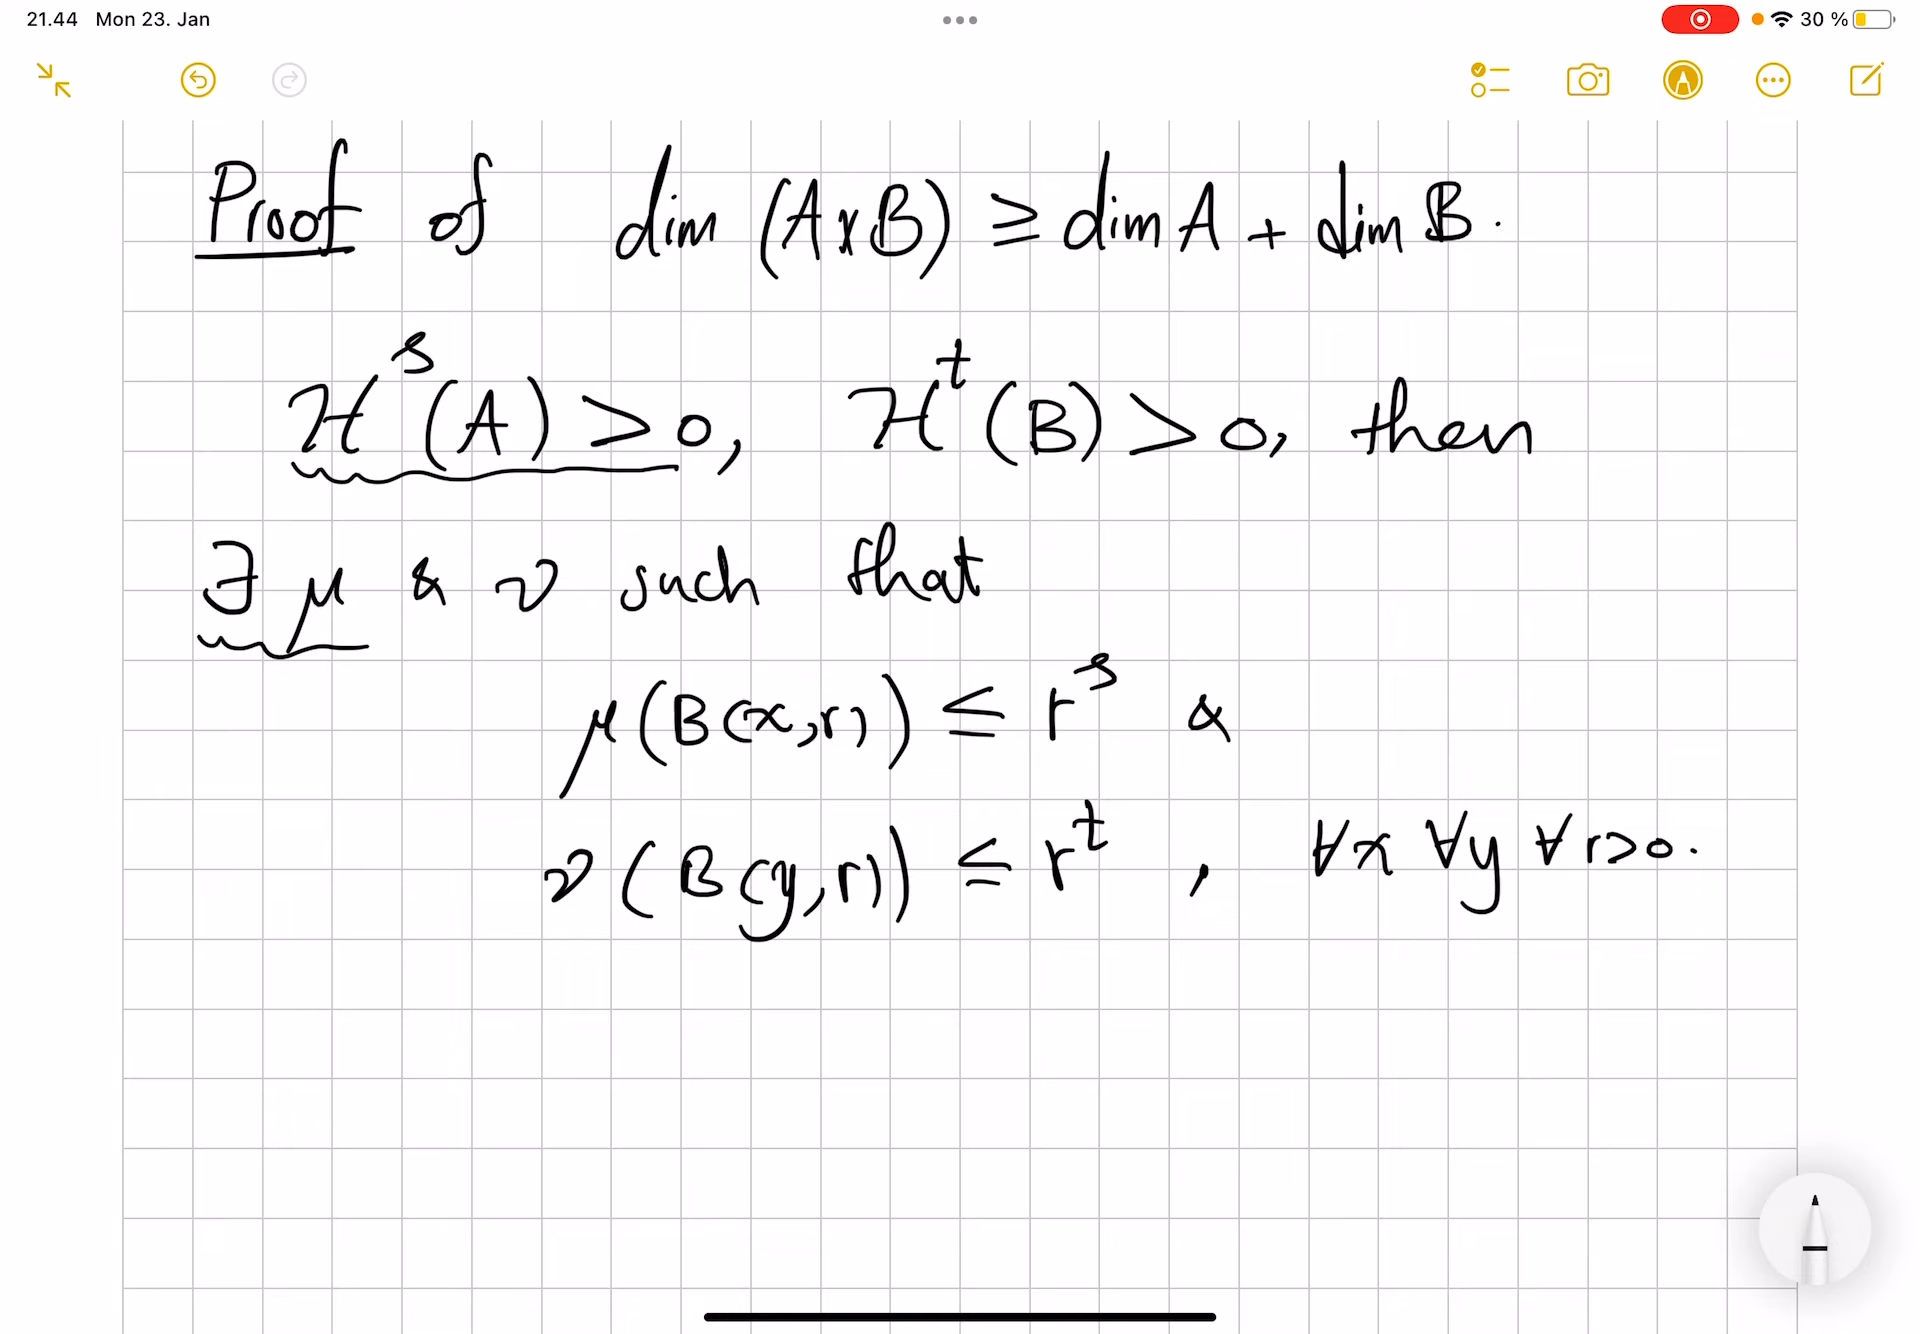 21.44 Mon 23. Jan
30 %
Proof of dim (A×B) ≥ dim A + dim B.
ℋ^s (A) > 0, ℋ^t (B) > 0, then
∃ μ & ν such that
μ(B(x,r)) ≤ r^s &
ν(B(y,r)) ≤ r^t , ∀x ∀y ∀r>0.